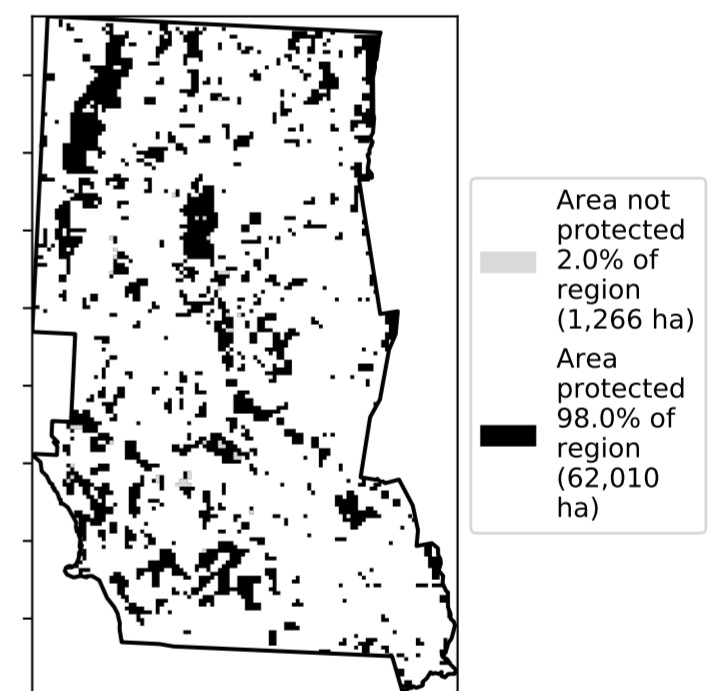 Area not
protected
2.0% of
region
(1,266 ha)
Area
protected
98.0% of
region
(62,010
ha)